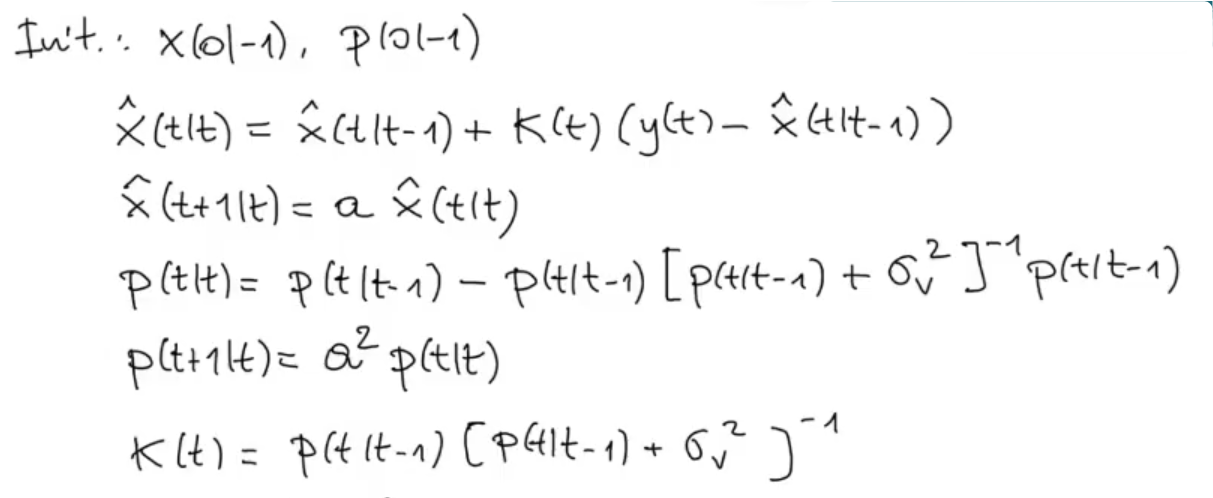 Init.: x(0|-1), p(0|-1)
x̂(t|t) = x̂(t|t-1) + K(t) (y(t) - x̂(t|t-1))
x̂(t+1|t) = a x̂(t|t)
p(t|t) = p(t|t-1) - p(t|t-1) [p(t|t-1) + σᵥ²]⁻¹ p(t|t-1)
p(t+1|t) = a² p(t|t)
K(t) = p(t|t-1) [p(t|t-1) + σᵥ²]⁻¹